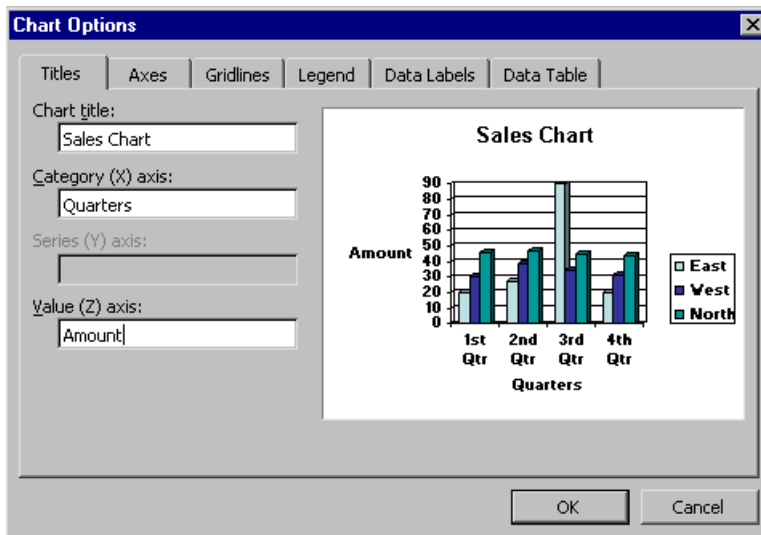 Chart Options
Titles Axes Gridlines Legend Data Labels Data Table
Chart title:
Sales Chart
Category (X) axis:
Quarters
Series (Y) axis:
Value (Z) axis:
Amount
Sales Chart
90
80
70
60
50
40
30
20
10
0
Amount
1st Qtr
2nd Qtr
3rd Qtr
4th Qtr
Quarters
East
West
North
OK Cancel